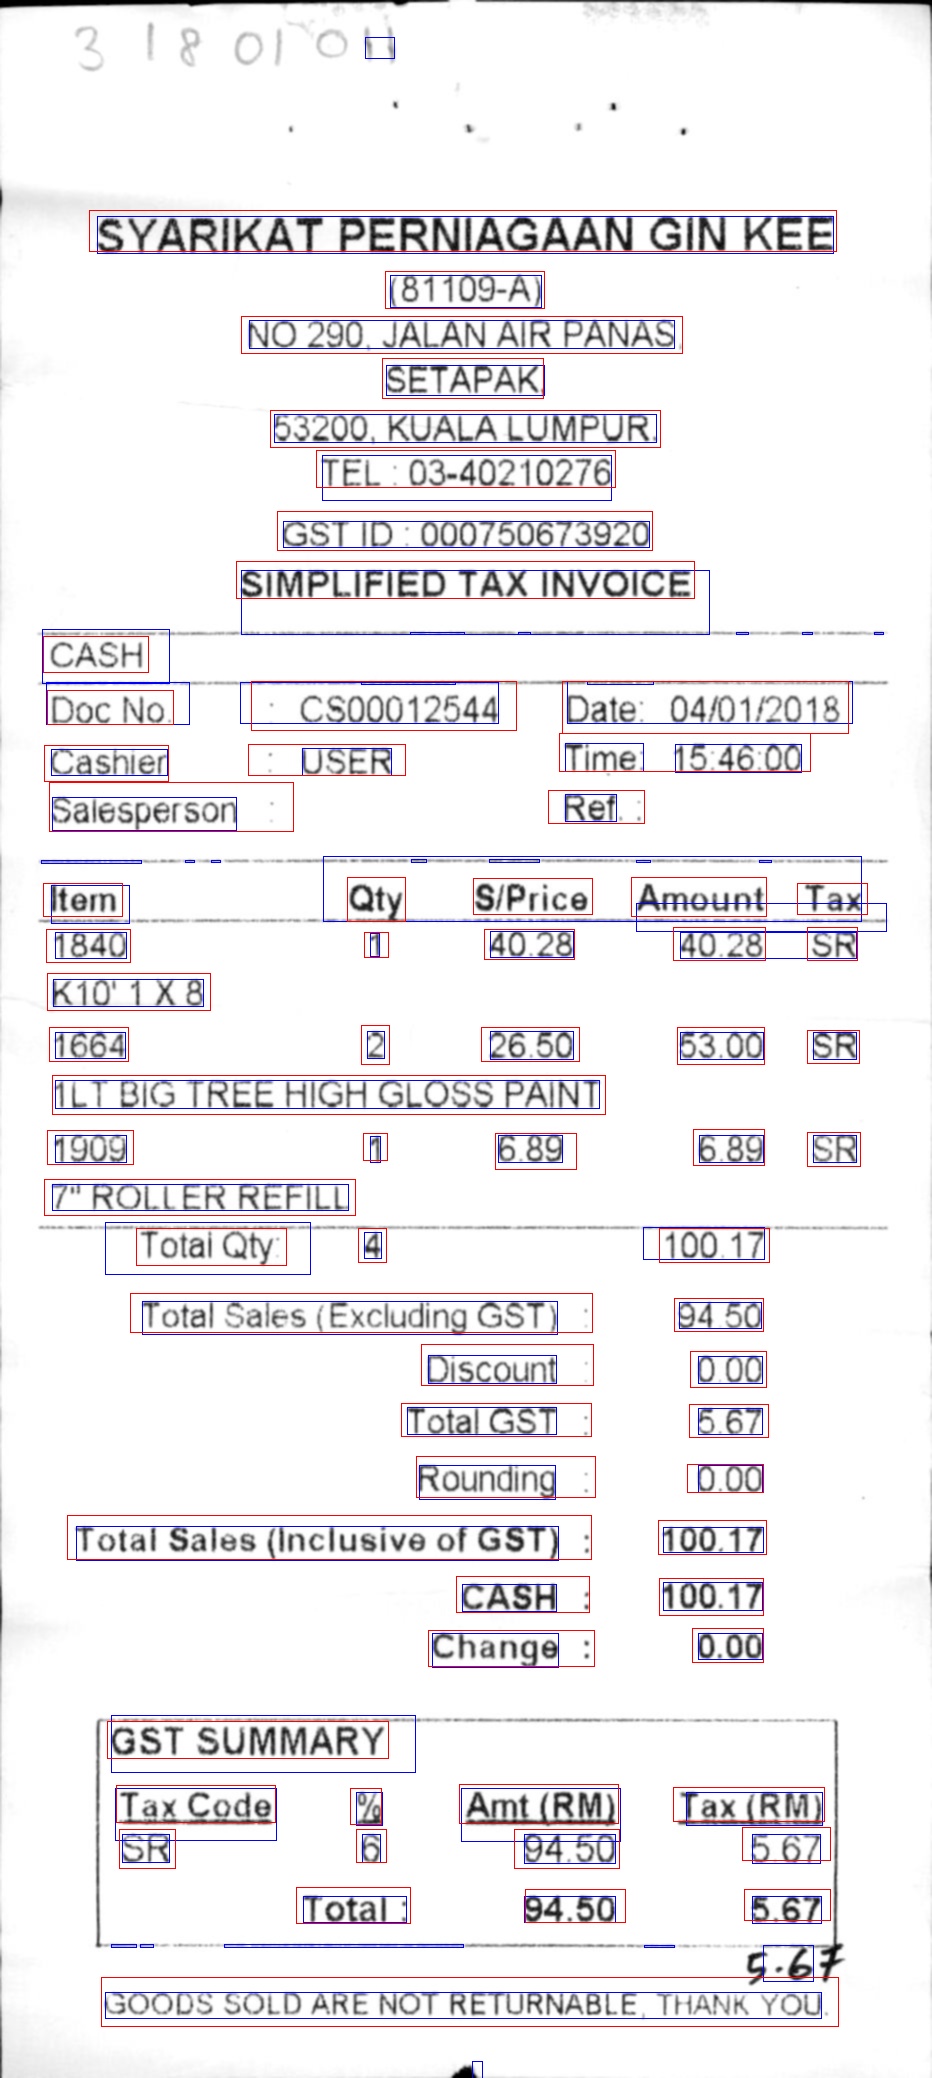 3180104
SYARIKAT PERNIAGAAN GIN KEE
(81109-A)
NO 290, JALAN AIR PANAS,
SETAPAK,
53200, KUALA LUMPUR.
TEL : 03-40210276
GST ID : 000750673920
SIMPLIFIED TAX INVOICE
CASH
Doc No. : CS00012544 Date: 04/01/2018
Cashier : USER Time: 15:46:00
Salesperson : Ref. :
Item Qty S/Price Amount Tax
1840 1 40.28 40.28 SR
K10' 1 X 8
1664 2 26.50 53.00 SR
1LT BIG TREE HIGH GLOSS PAINT
1909 1 6.89 6.89 SR
7" ROLLER REFILL
Total Qty: 4 100.17
Total Sales (Excluding GST) : 94.50
Discount : 0.00
Total GST : 5.67
Rounding : 0.00
Total Sales (Inclusive of GST) : 100.17
CASH : 100.17
Change : 0.00
GST SUMMARY
Tax Code % Amt (RM) Tax (RM)
SR 6 94.50 5.67
Total : 94.50 5.67
5.67
GOODS SOLD ARE NOT RETURNABLE, THANK YOU.